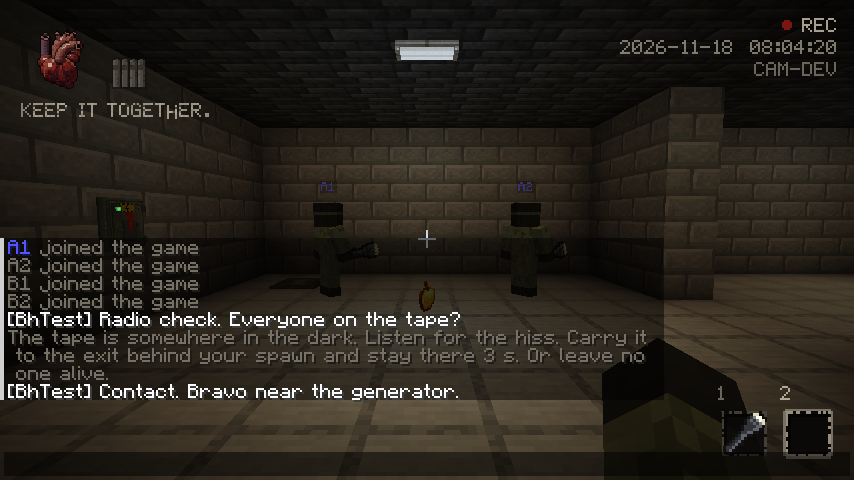 REC
2026-11-18 08:04:20
CAM-DEV
KEEP IT TOGETHER.
A1 A2
A1 joined the game
A2 joined the game
B1 joined the game
B2 joined the game
[BhTest] Radio check. Everyone on the tape?
The tape is somewhere in the dark. Listen for the hiss. Carry it
to the exit behind your spawn and stay there 3 s. Or leave no
one alive.
[BhTest] Contact. Bravo near the generator.
1 2